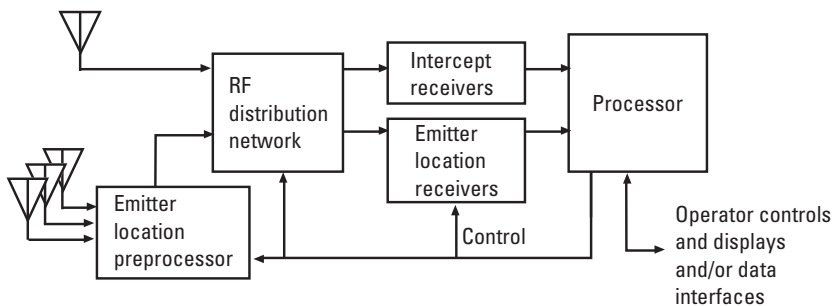 RF
distribution
network
Intercept
receivers
Emitter
location
receivers
Processor
Emitter
location
preprocessor
Control
Operator controls
and displays
and/or data
interfaces